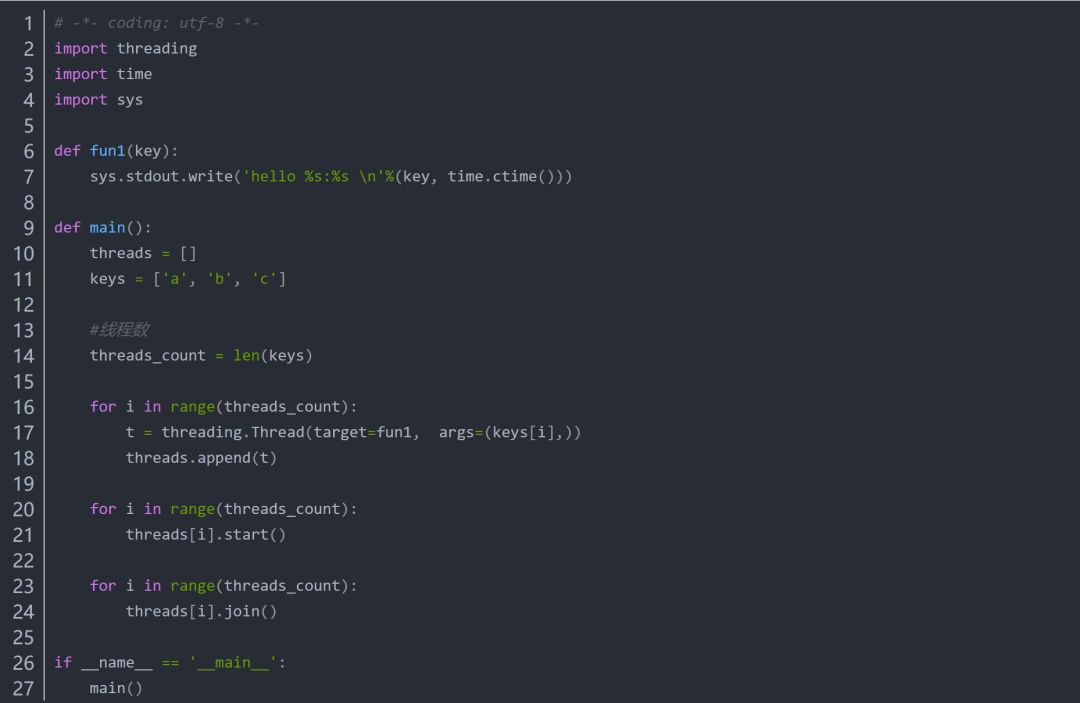 1 # -*- coding: utf-8 -*-
2 import threading
3 import time
4 import sys
5
6 def fun1(key):
7     sys.stdout.write('hello %s:%s \n'%(key, time.ctime()))
8
9 def main():
10     threads = []
11     keys = ['a', 'b', 'c']
12
13     #线程数
14     threads_count = len(keys)
15
16     for i in range(threads_count):
17         t = threading.Thread(target=fun1,  args=(keys[i],))
18         threads.append(t)
19
20     for i in range(threads_count):
21         threads[i].start()
22
23     for i in range(threads_count):
24         threads[i].join()
25
26 if __name__ == '__main__':
27     main()